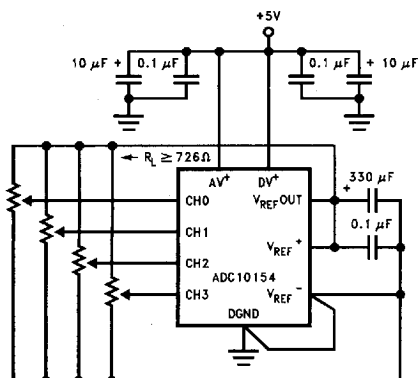 +5V
10 μF + 0.1 μF
0.1 μF + 10 μF
R_L ≥ 726Ω
AV+ DV+
330 μF
+
CH0 V_REF OUT
0.1 μF
CH1 V_REF +
CH2 ADC10154
CH3 V_REF -
DGND